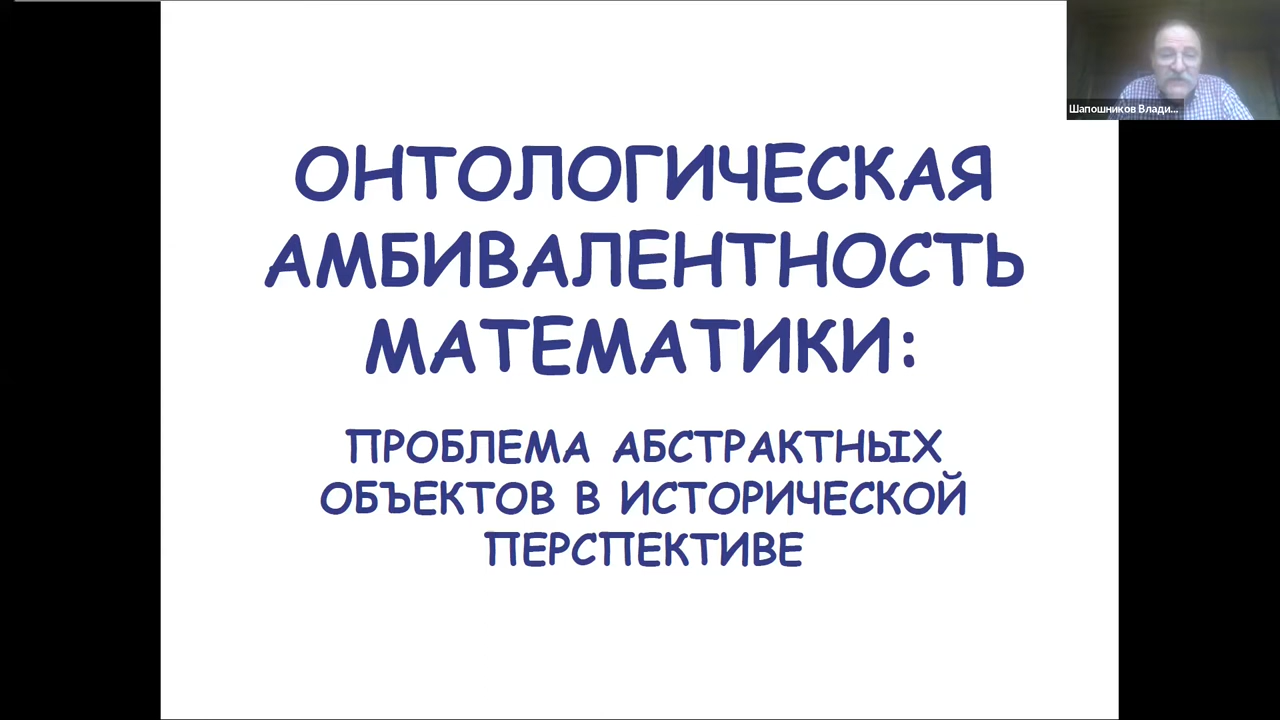 Шапошников Влади...
ОНТОЛОГИЧЕСКАЯ
АМБИВАЛЕНТНОСТЬ
МАТЕМАТИКИ:
ПРОБЛЕМА АБСТРАКТНЫХ
ОБЪЕКТОВ В ИСТОРИЧЕСКОЙ
ПЕРСПЕКТИВЕ